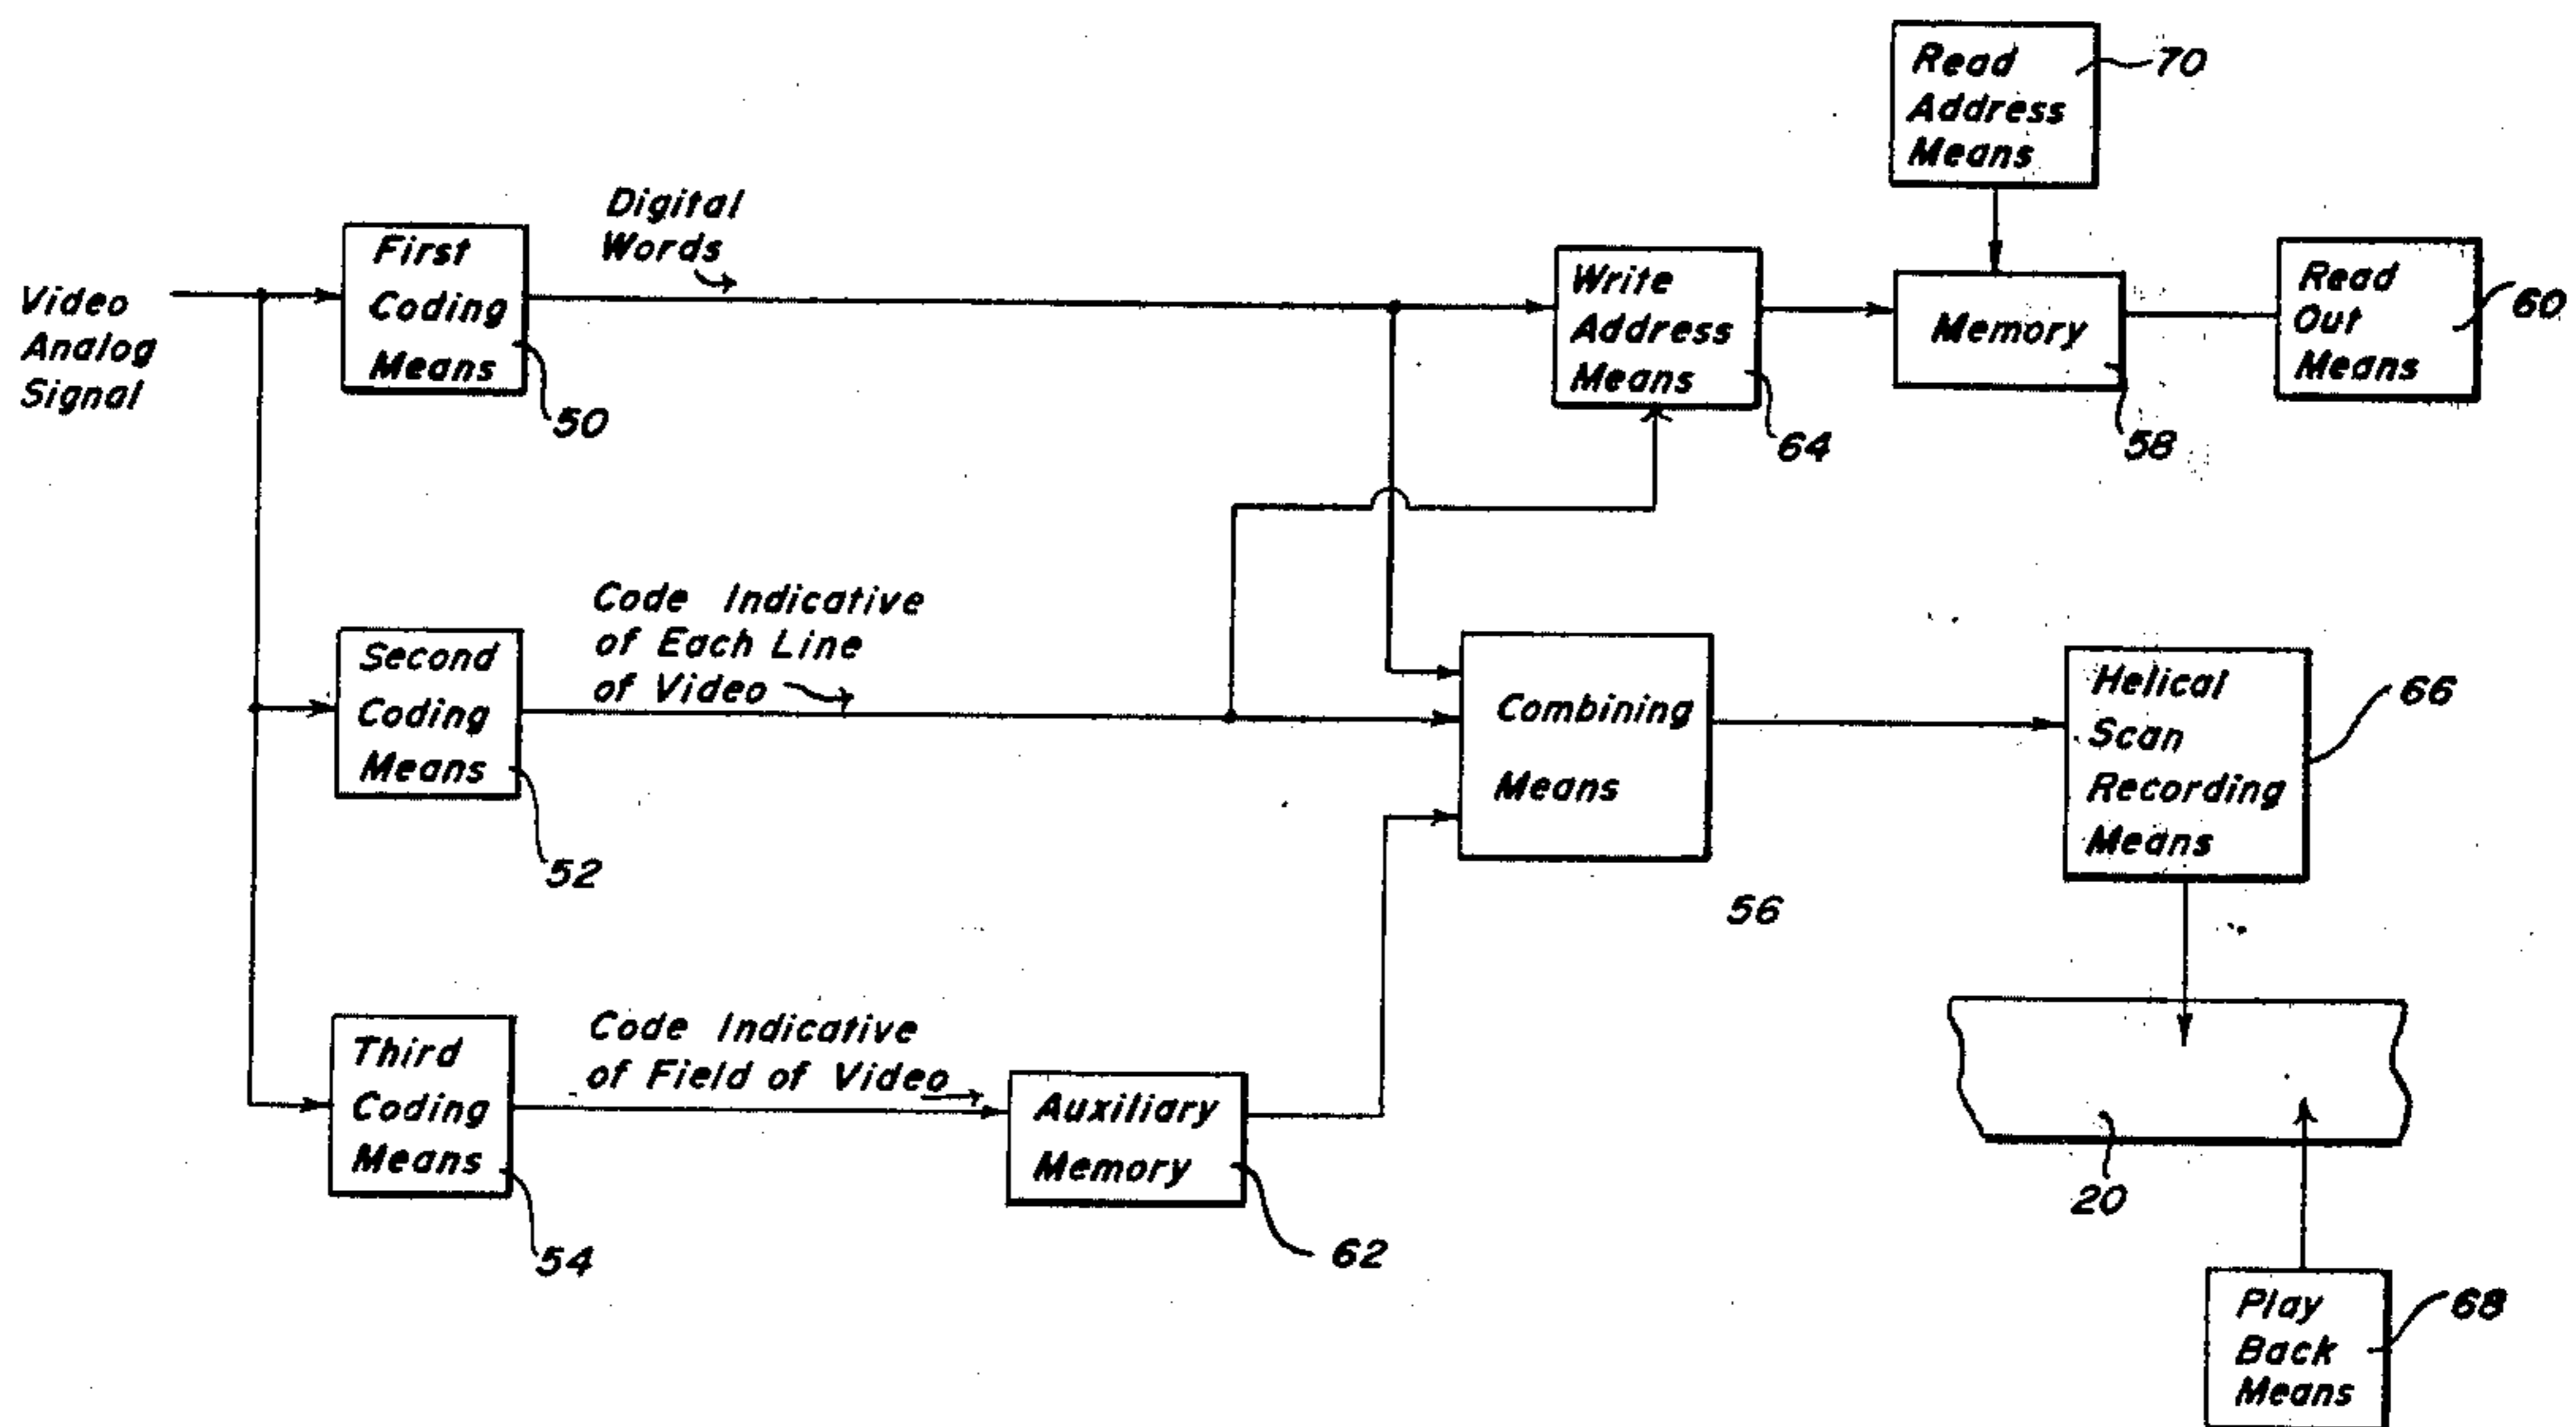 Video
Analog
Signal
First
Coding
Means
50
Digital
Words
Write
Address
Means
64
Read
Address
Means
70
Memory
58
Read
Out
Means
60
Second
Coding
Means
52
Code Indicative
of Each Line
of Video
Combining
Means
56
Helical
Scan
Recording
Means
66
Third
Coding
Means
54
Code Indicative
of Field of Video
Auxiliary
Memory
62
20
Play
Back
Means
68